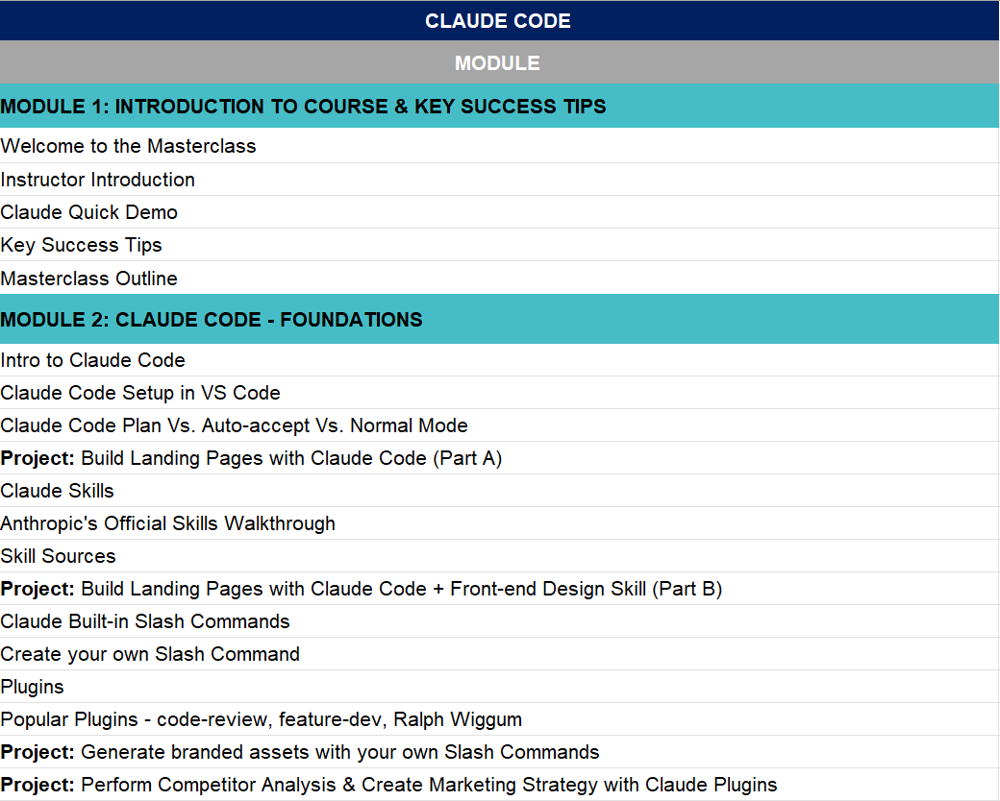 CLAUDE CODE
MODULE
MODULE 1: INTRODUCTION TO COURSE & KEY SUCCESS TIPS
Welcome to the Masterclass
Instructor Introduction
Claude Quick Demo
Key Success Tips
Masterclass Outline
MODULE 2: CLAUDE CODE - FOUNDATIONS
Intro to Claude Code
Claude Code Setup in VS Code
Claude Code Plan Vs. Auto-accept Vs. Normal Mode
Project: Build Landing Pages with Claude Code (Part A)
Claude Skills
Anthropic's Official Skills Walkthrough
Skill Sources
Project: Build Landing Pages with Claude Code + Front-end Design Skill (Part B)
Claude Built-in Slash Commands
Create your own Slash Command
Plugins
Popular Plugins - code-review, feature-dev, Ralph Wiggum
Project: Generate branded assets with your own Slash Commands
Project: Perform Competitor Analysis & Create Marketing Strategy with Claude Plugins